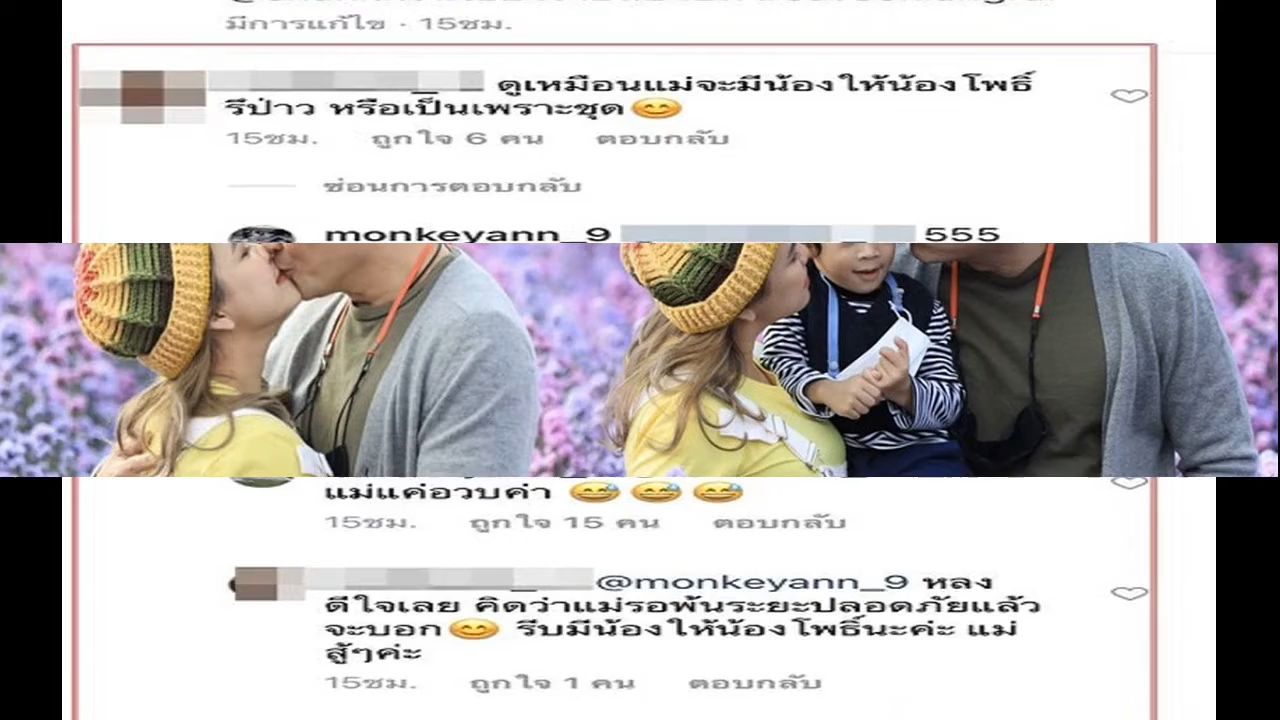 มีการแก้ไข · 15ชม.
ดูเหมือนแม่จะมีน้องให้น้องโพธิ์
รึป่าว หรือเป็นเพราะชุด😊
15ชม. ถูกใจ 6 คน ตอบกลับ
ซ่อนการตอบกลับ
monkeyann_9 555
แม่แค่อวบค่า 😅 😅 😅
15ชม. ถูกใจ 15 คน ตอบกลับ
@monkeyann_9 หลง
ดีใจเลย คิดว่าแม่รอพ้นระยะปลอดภัยแล้ว
จะบอก😊 รีบมีน้องให้น้องโพธิ์นะค่ะ แม่
สู้ๆค่ะ
15ชม. ถูกใจ 1 คน ตอบกลับ